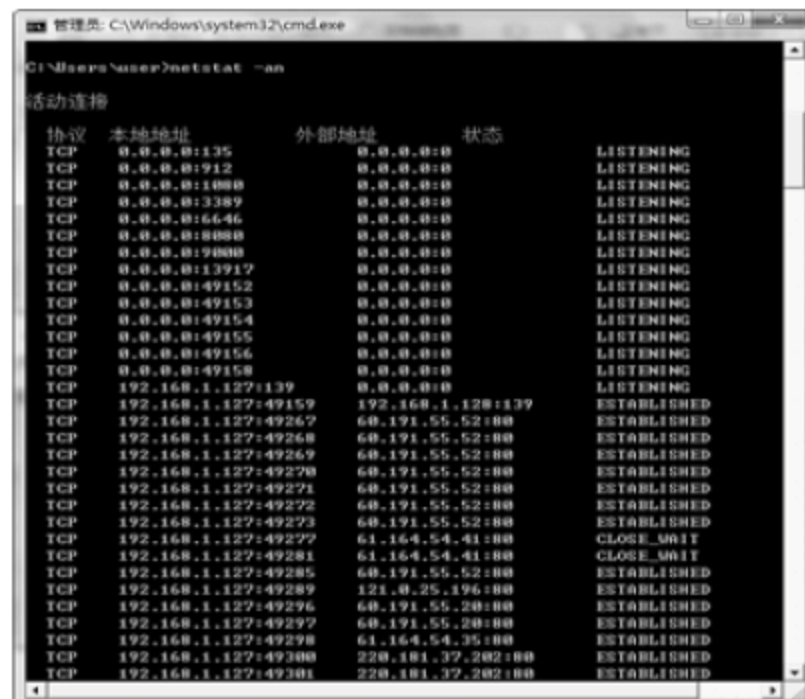 管理员: C:\Windows\system32\cmd.exe
C:\Users\user>netstat -an
活动连接
协议 本地地址 外部地址 状态
TCP 0.0.0.0:135 0.0.0.0:0 LISTENING
TCP 0.0.0.0:912 0.0.0.0:0 LISTENING
TCP 0.0.0.0:1080 0.0.0.0:0 LISTENING
TCP 0.0.0.0:3389 0.0.0.0:0 LISTENING
TCP 0.0.0.0:6646 0.0.0.0:0 LISTENING
TCP 0.0.0.0:8080 0.0.0.0:0 LISTENING
TCP 0.0.0.0:9000 0.0.0.0:0 LISTENING
TCP 0.0.0.0:13917 0.0.0.0:0 LISTENING
TCP 0.0.0.0:49152 0.0.0.0:0 LISTENING
TCP 0.0.0.0:49153 0.0.0.0:0 LISTENING
TCP 0.0.0.0:49154 0.0.0.0:0 LISTENING
TCP 0.0.0.0:49155 0.0.0.0:0 LISTENING
TCP 0.0.0.0:49156 0.0.0.0:0 LISTENING
TCP 0.0.0.0:49158 0.0.0.0:0 LISTENING
TCP 192.168.1.127:139 0.0.0.0:0 LISTENING
TCP 192.168.1.127:49159 192.168.1.128:139 ESTABLISHED
TCP 192.168.1.127:49267 60.191.55.52:80 ESTABLISHED
TCP 192.168.1.127:49268 60.191.55.52:80 ESTABLISHED
TCP 192.168.1.127:49269 60.191.55.52:80 ESTABLISHED
TCP 192.168.1.127:49270 60.191.55.52:80 ESTABLISHED
TCP 192.168.1.127:49271 60.191.55.52:80 ESTABLISHED
TCP 192.168.1.127:49272 60.191.55.52:80 ESTABLISHED
TCP 192.168.1.127:49273 60.191.55.52:80 ESTABLISHED
TCP 192.168.1.127:49277 61.164.54.41:80 CLOSE_WAIT
TCP 192.168.1.127:49281 61.164.54.41:80 CLOSE_WAIT
TCP 192.168.1.127:49285 60.191.55.52:80 ESTABLISHED
TCP 192.168.1.127:49289 121.0.25.196:80 ESTABLISHED
TCP 192.168.1.127:49296 60.191.55.20:80 ESTABLISHED
TCP 192.168.1.127:49297 60.191.55.20:80 ESTABLISHED
TCP 192.168.1.127:49298 61.164.54.35:80 ESTABLISHED
TCP 192.168.1.127:49300 220.181.37.202:80 ESTABLISHED
TCP 192.168.1.127:49301 220.181.37.202:80 ESTABLISHED